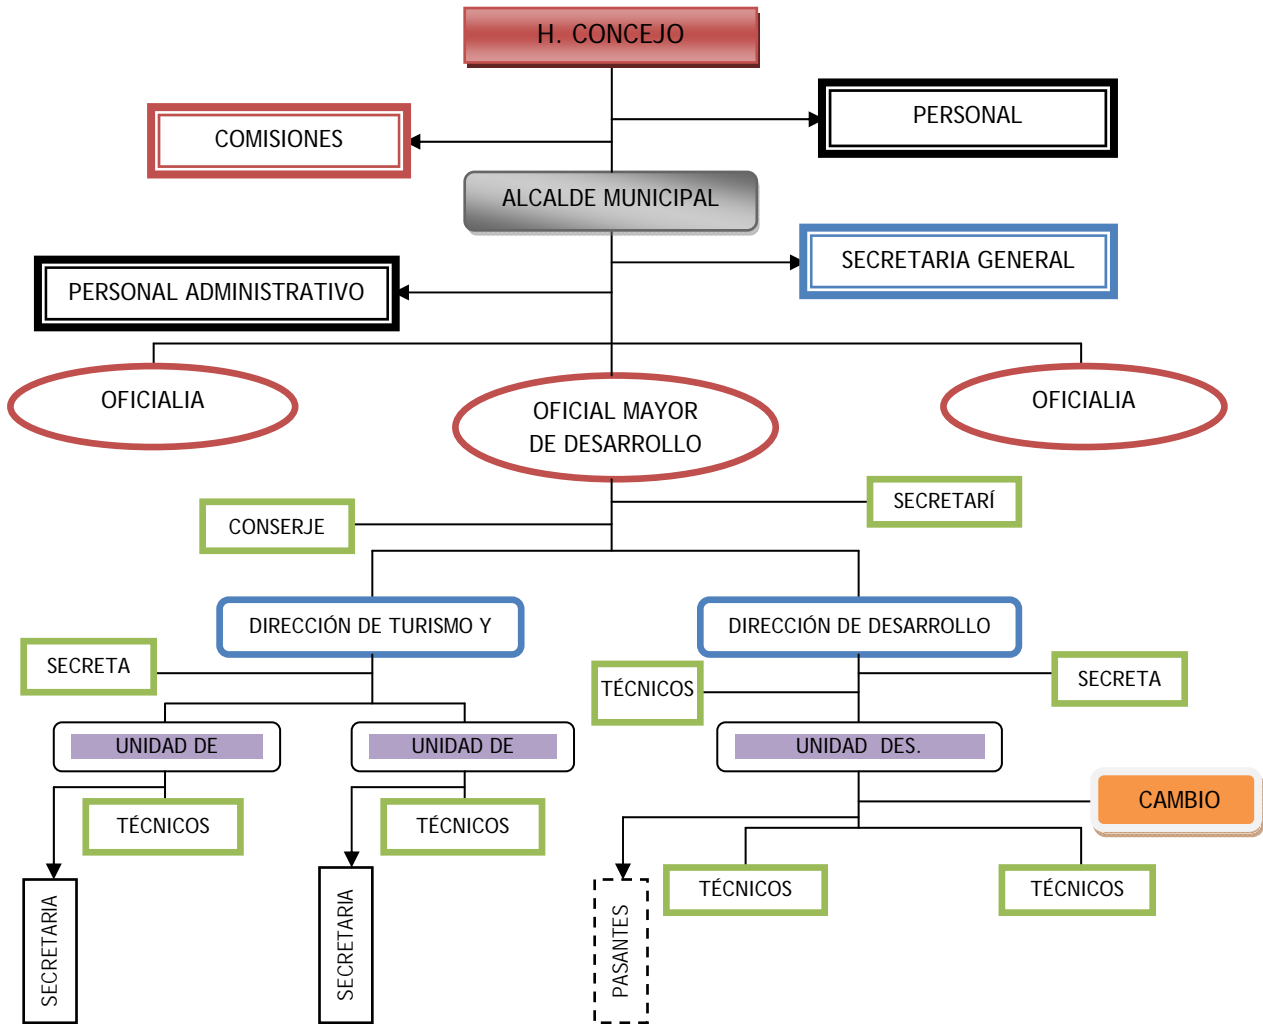 H. CONCEJO
PERSONAL
COMISIONES
ALCALDE MUNICIPAL
SECRETARIA GENERAL
PERSONAL ADMINISTRATIVO
OFICIALIA
OFICIAL MAYOR
DE DESARROLLO
OFICIALIA
SECRETARÍ
CONSERJE
DIRECCIÓN DE TURISMO Y
DIRECCIÓN DE DESARROLLO
SECRETA
TÉCNICOS
SECRETA
UNIDAD DE
UNIDAD DE
UNIDAD DES.
CAMBIO
TÉCNICOS
TÉCNICOS
TÉCNICOS
TÉCNICOS
SECRETARIA
SECRETARIA
PASANTES